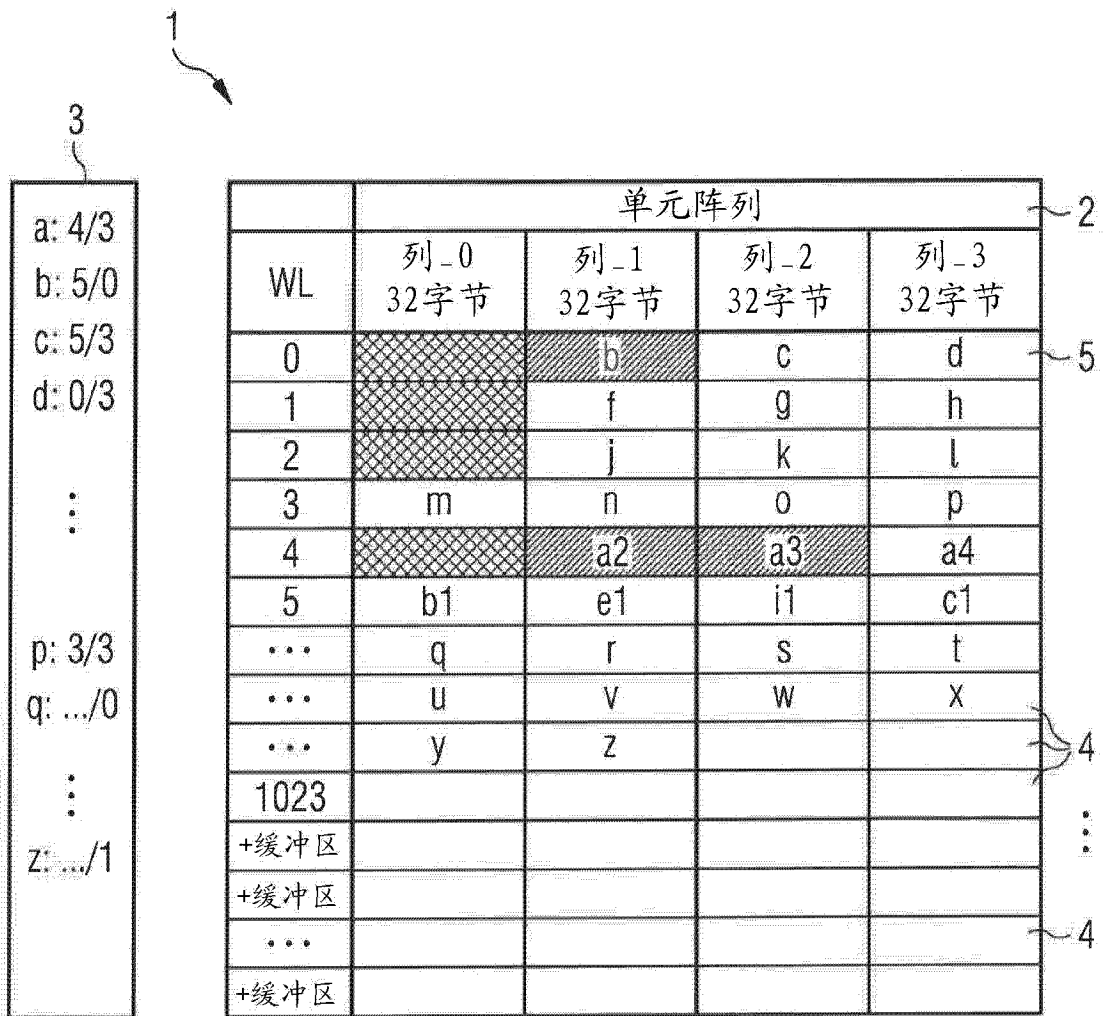 1
3
a: 4/3
b: 5/0
c: 5/3
d: 0/3
⋮
p: 3/3
q: .../0
⋮
z: .../1
单元阵列 2
WL 列_0 32字节 列_1 32字节 列_2 32字节 列_3 32字节
0 b c d 5
1 f g h
2 j k l
3 m n o p
4 a2 a3 a4
5 b1 e1 i1 c1
... q r s t
... u v w x
... y z 4
1023
⋮
+缓冲区
+缓冲区
... 4
+缓冲区